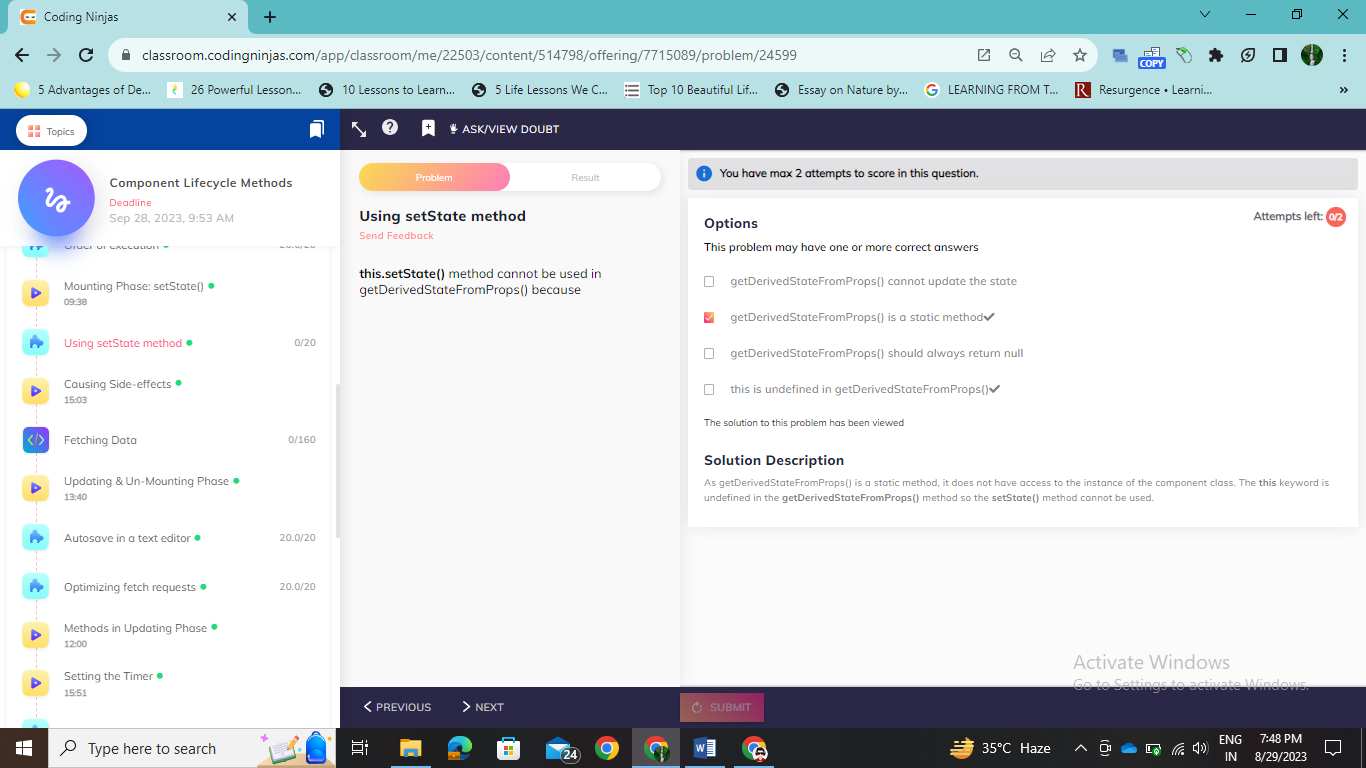 Coding Ninjas
classroom.codingninjas.com/app/classroom/me/22503/content/514798/offering/7715089/problem/24599
COPY
5 Advantages of De...
26 Powerful Lesson...
10 Lessons to Learn...
5 Life Lessons We C...
Top 10 Beautiful Lif...
Essay on Nature by...
LEARNING FROM T...
Resurgence • Learni...
»
Topics
ASK/VIEW DOUBT
Component Lifecycle Methods
Deadline
Sep 28, 2023, 9:53 AM
Order of execution 20.0/20
Mounting Phase: setState()
09:38
Using setState method 0/20
Causing Side-effects
15:03
Fetching Data 0/160
Updating & Un-Mounting Phase
13:40
Autosave in a text editor 20.0/20
Optimizing fetch requests 20.0/20
Methods in Updating Phase
12:00
Setting the Timer
15:51
Problem
Result
Using setState method
Send Feedback
this.setState() method cannot be used in
getDerivedStateFromProps() because
You have max 2 attempts to score in this question.
Options
Attempts left: 0/2
This problem may have one or more correct answers
getDerivedStateFromProps() cannot update the state
getDerivedStateFromProps() is a static method✔
getDerivedStateFromProps() should always return null
this is undefined in getDerivedStateFromProps()✔
The solution to this problem has been viewed
Solution Description
As getDerivedStateFromProps() is a static method, it does not have access to the instance of the component class. The this keyword is
undefined in the getDerivedStateFromProps() method so the setState() method cannot be used.
Activate Windows
Go to Settings to activate Windows.
PREVIOUS
NEXT
SUBMIT
Type here to search
24
35°C Haze
ENG
IN
7:48 PM
8/29/2023